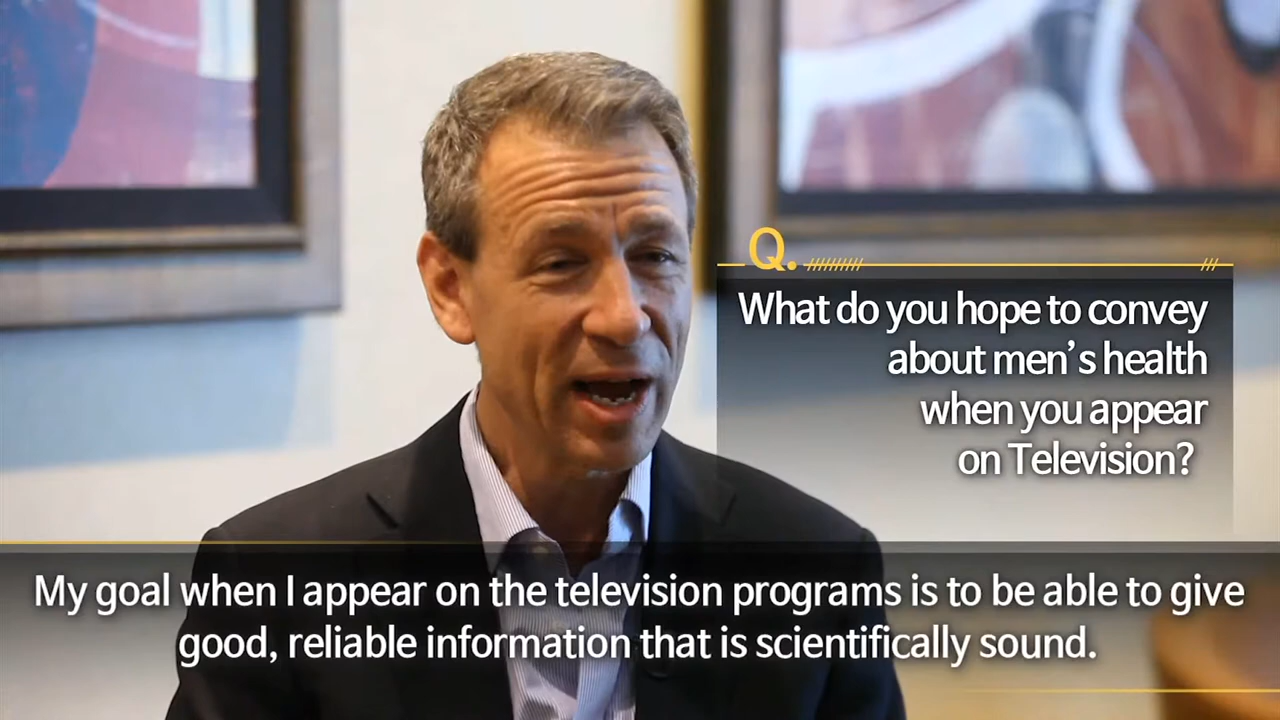 Q.
What do you hope to convey
about men's health
when you appear
on Television?
My goal when I appear on the television programs is to be able to give
good, reliable information that is scientifically sound.